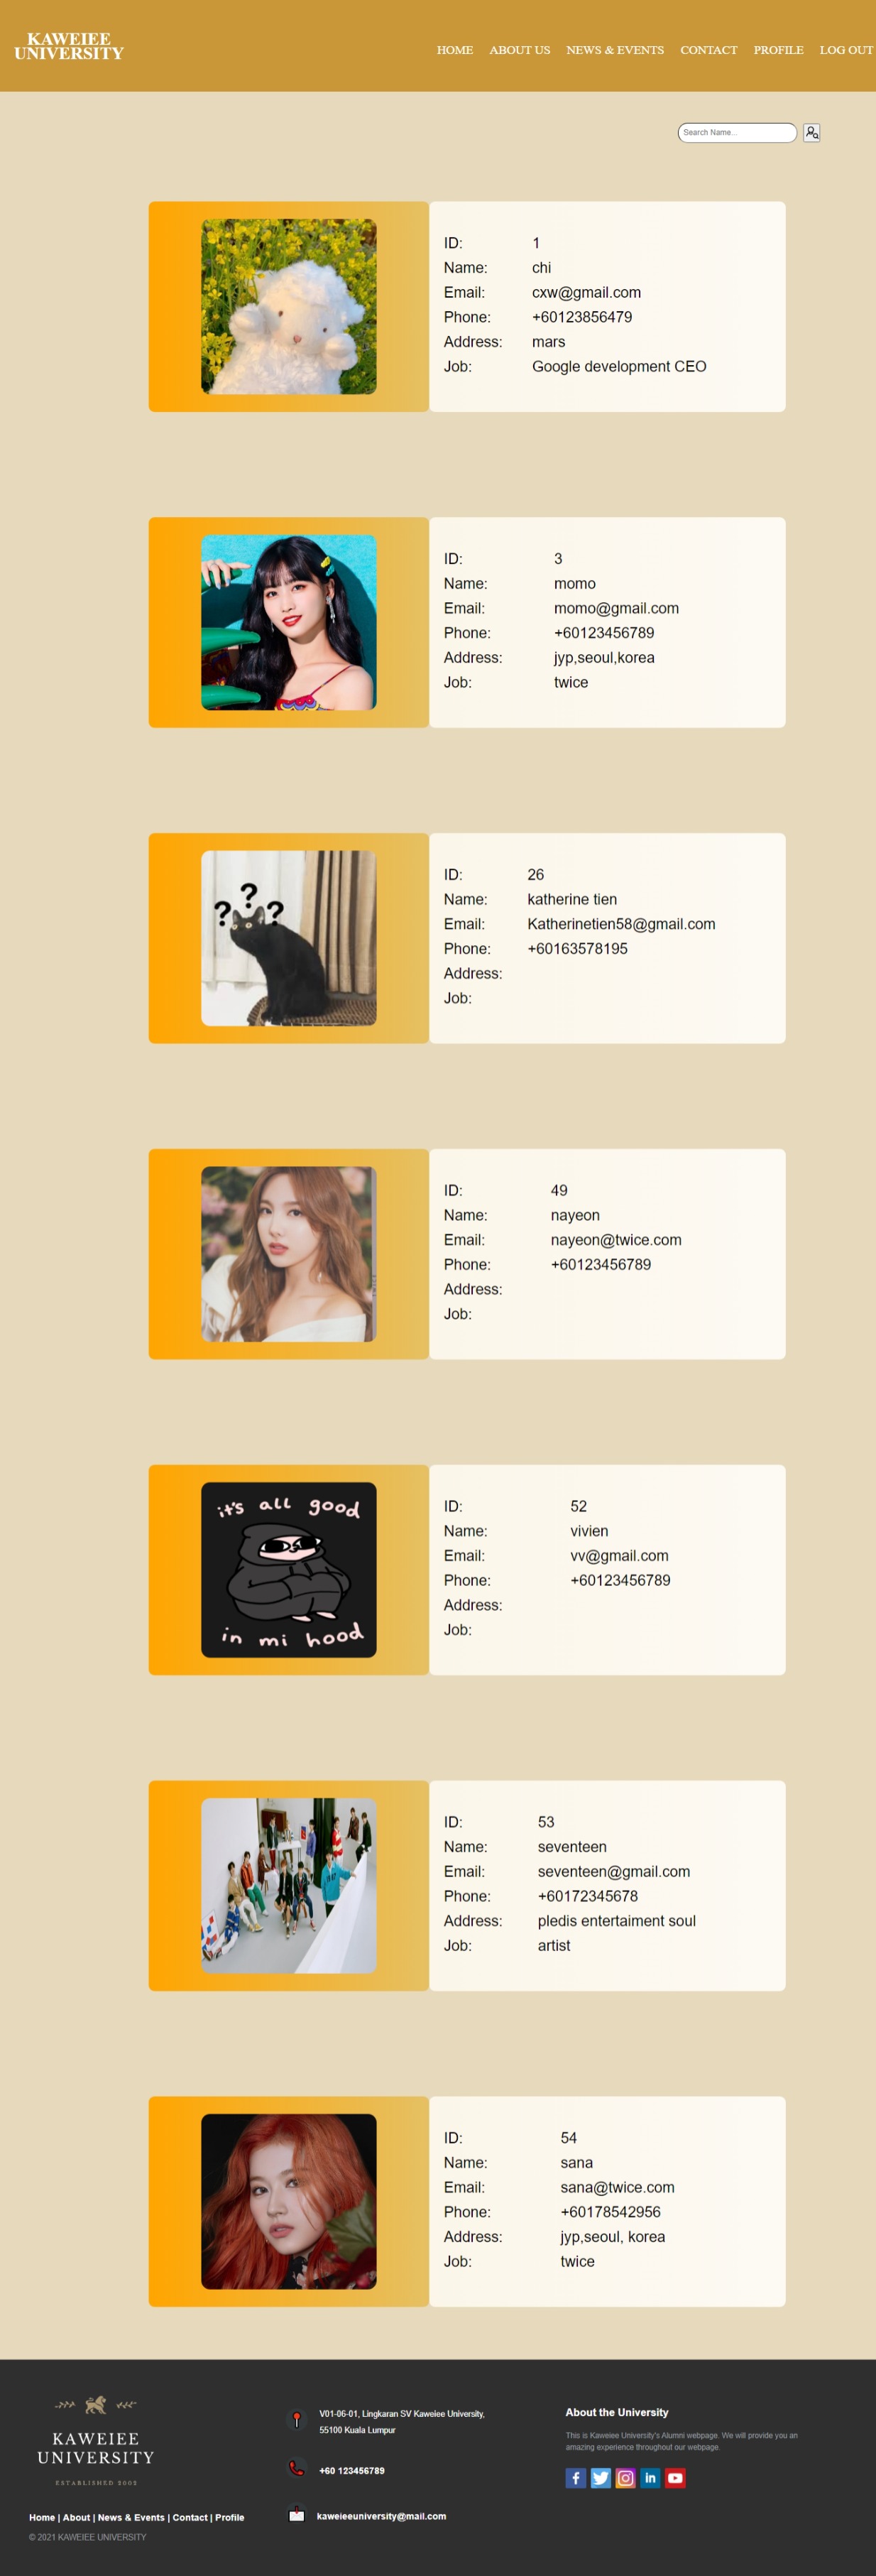 KAWEIEE
UNIVERSITY
HOME ABOUT US NEWS & EVENTS CONTACT PROFILE LOG OUT
Search Name...
ID: 1
Name: chi
Email: cxw@gmail.com
Phone: +60123856479
Address: mars
Job: Google development CEO
ID: 3
Name: momo
Email: momo@gmail.com
Phone: +60123456789
Address: jyp,seoul,korea
Job: twice
? ? ?
ID: 26
Name: katherine tien
Email: Katherinetien58@gmail.com
Phone: +60163578195
Address:
Job:
ID: 49
Name: nayeon
Email: nayeon@twice.com
Phone: +60123456789
Address:
Job:
it's all good
in mi hood
ID: 52
Name: vivien
Email: vv@gmail.com
Phone: +60123456789
Address:
Job:
ID: 53
Name: seventeen
Email: seventeen@gmail.com
Phone: +60172345678
Address: pledis entertaiment soul
Job: artist
ID: 54
Name: sana
Email: sana@twice.com
Phone: +60178542956
Address: jyp,seoul, korea
Job: twice
KAWEIEE
UNIVERSITY
ESTABLISHED 2002
Home | About | News & Events | Contact | Profile
© 2021 KAWEIEE UNIVERSITY
V01-06-01, Lingkaran SV Kaweiee University,
55100 Kuala Lumpur
+60 123456789
kaweieeuniversity@mail.com
About the University
This is Kaweiee University's Alumni webpage. We will provide you an
amazing experience throughout our webpage.